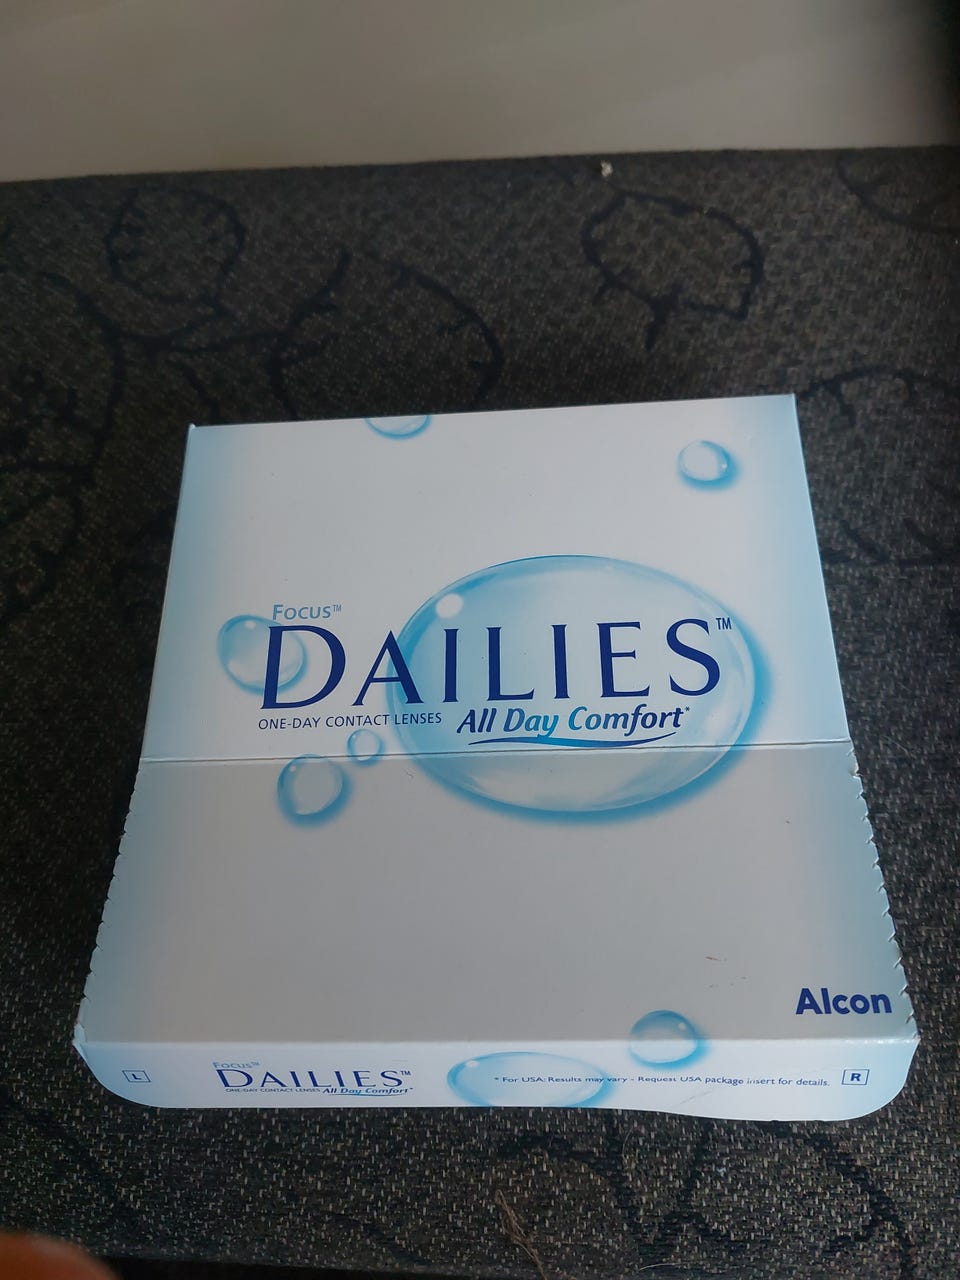 Focus™
DAILIES™
ONE-DAY CONTACT LENSES All Day Comfort*
Alcon
L
Focus™
DAILIES™
ONE-DAY CONTACT LENSES All Day Comfort*
* For USA: Results may vary - Request USA package insert for details.
R